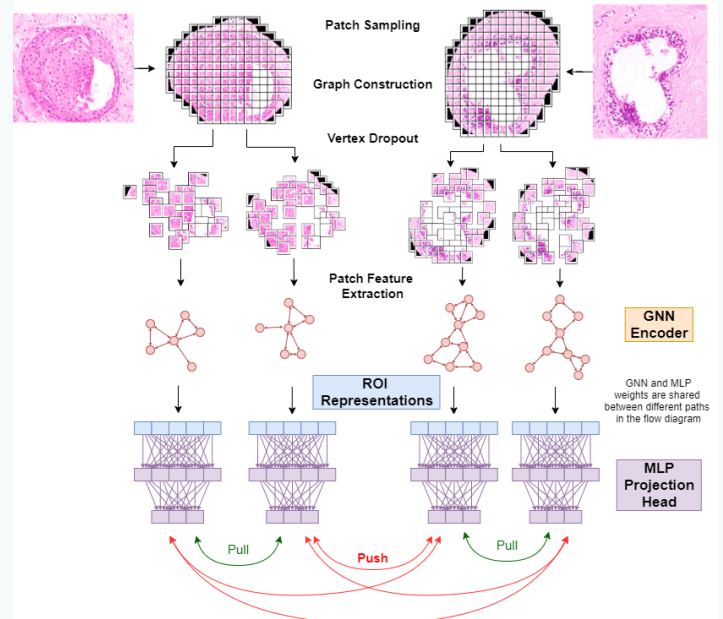 Patch Sampling
Graph Construction
Vertex Dropout
Patch Feature
Extraction
GNN
Encoder
ROI
Representations
GNN and MLP
weights are shared
between different paths
in the flow diagram
MLP
Projection
Head
Pull
Push
Pull